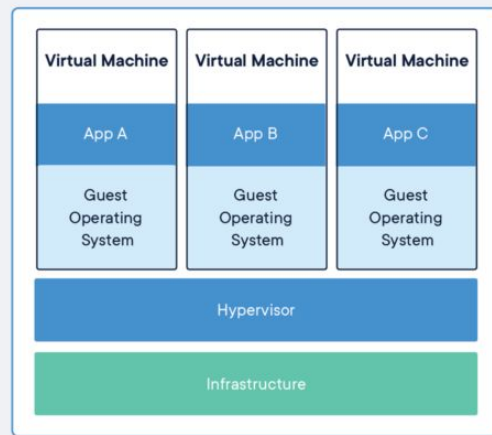 Virtual Machine
Virtual Machine
Virtual Machine
App A
App B
App C
Guest
Operating
System
Guest
Operating
System
Guest
Operating
System
Hypervisor
Infrastructure